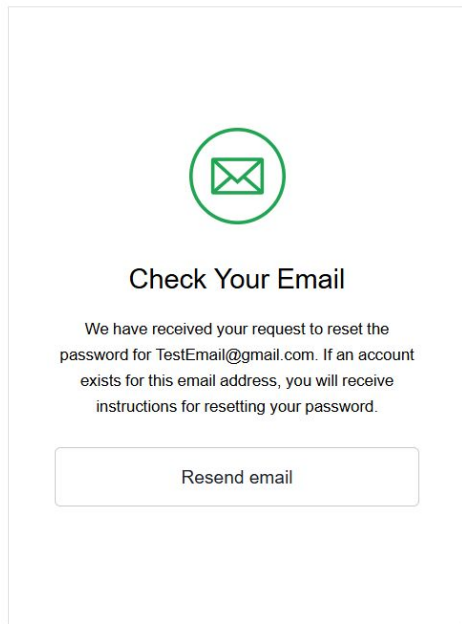 Check Your Email
We have received your request to reset the
password for TestEmail@gmail.com. If an account
exists for this email address, you will receive
instructions for resetting your password.
Resend email